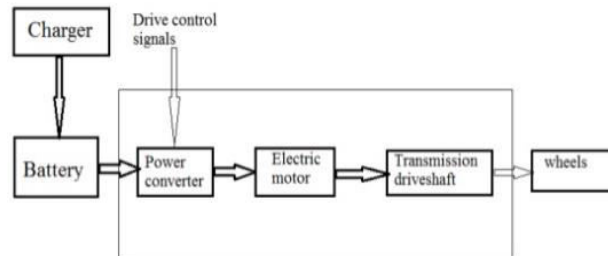 Charger
Drive control
signals
Battery
Power
converter
Electric
motor
Transmission
driveshaft
wheels